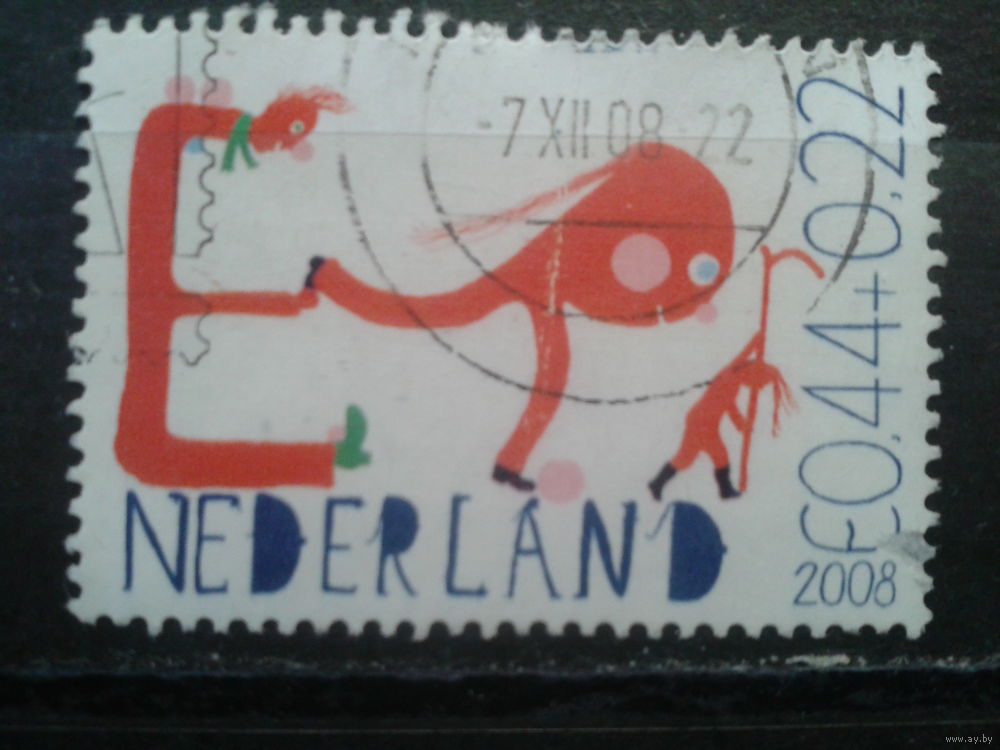 -7 XII 08-22
€0,44+0,22
NEDERLAND
2008
www.ay.by